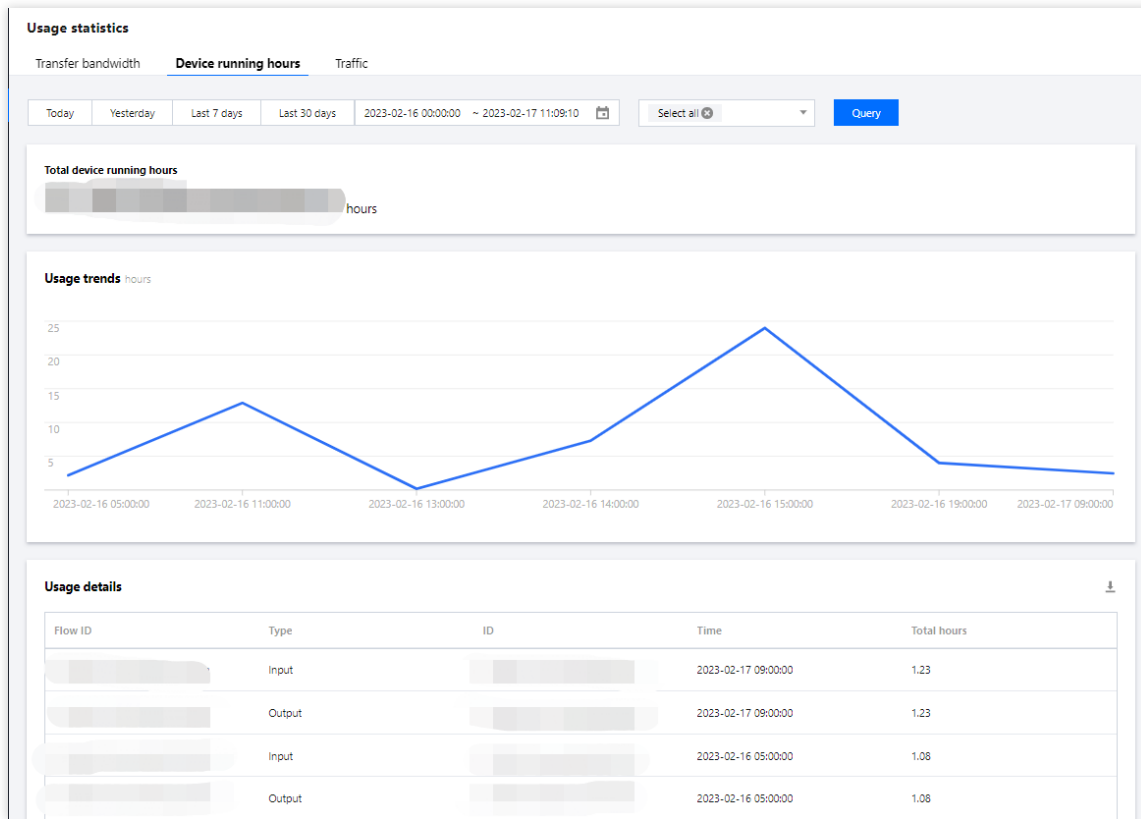 Usage statistics
Transfer bandwidth Device running hours Traffic
Today Yesterday Last 7 days Last 30 days 2023-02-16 00:00:00 ~ 2023-02-17 11:09:10 Select all Query
Total device running hours
hours
Usage trends hours
25
20
15
10
5
2023-02-16 05:00:00 2023-02-16 11:00:00 2023-02-16 13:00:00 2023-02-16 14:00:00 2023-02-16 15:00:00 2023-02-16 19:00:00 2023-02-17 09:00:00
Usage details
Flow ID Type ID Time Total hours
Input 2023-02-17 09:00:00 1.23
Output 2023-02-17 09:00:00 1.23
Input 2023-02-16 05:00:00 1.08
Output 2023-02-16 05:00:00 1.08